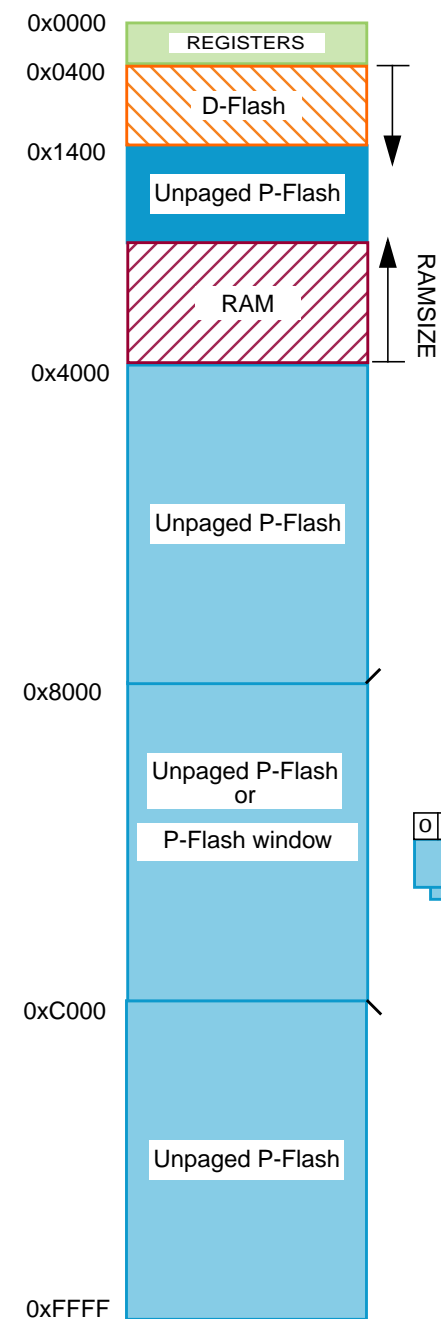 0x0000
REGISTERS
0x0400
D-Flash
0x1400
Unpaged P-Flash
RAM
RAMSIZE
0x4000
Unpaged P-Flash
0x8000
Unpaged P-Flash
or
P-Flash window
0
0xC000
Unpaged P-Flash
0xFFFF